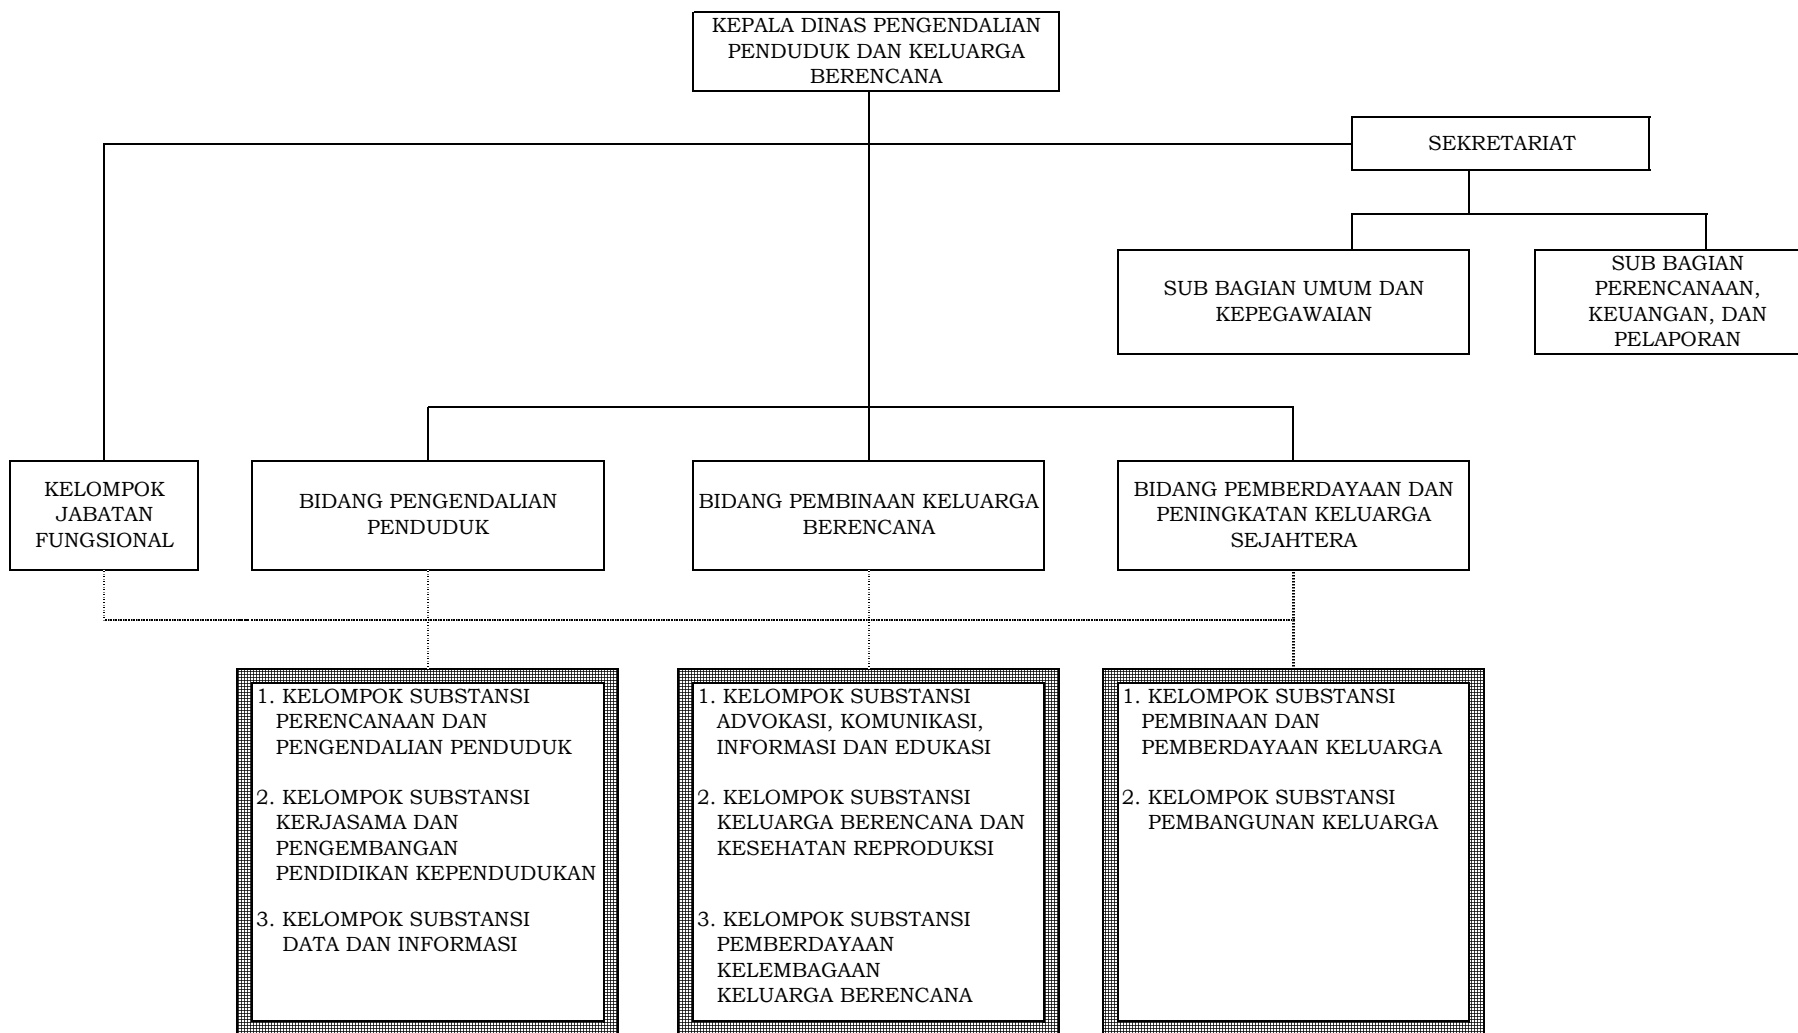 KEPALA DINAS PENGENDALIAN
PENDUDUK DAN KELUARGA
BERENCANA
SEKRETARIAT
SUB BAGIAN UMUM DAN
KEPEGAWAIAN
SUB BAGIAN
PERENCANAAN,
KEUANGAN, DAN
PELAPORAN
KELOMPOK
JABATAN
FUNGSIONAL
BIDANG PENGENDALIAN
PENDUDUK
BIDANG PEMBINAAN KELUARGA
BERENCANA
BIDANG PEMBERDAYAAN DAN
PENINGKATAN KELUARGA
SEJAHTERA
1. KELOMPOK SUBSTANSI
PERENCANAAN DAN
PENGENDALIAN PENDUDUK
2. KELOMPOK SUBSTANSI
KERJASAMA DAN
PENGEMBANGAN
PENDIDIKAN KEPENDUDUKAN
3. KELOMPOK SUBSTANSI
DATA DAN INFORMASI
1. KELOMPOK SUBSTANSI
ADVOKASI, KOMUNIKASI,
INFORMASI DAN EDUKASI
2. KELOMPOK SUBSTANSI
KELUARGA BERENCANA DAN
KESEHATAN REPRODUKSI
3. KELOMPOK SUBSTANSI
PEMBERDAYAAN
KELEMBAGAAN
KELUARGA BERENCANA
1. KELOMPOK SUBSTANSI
PEMBINAAN DAN
PEMBERDAYAAN KELUARGA
2. KELOMPOK SUBSTANSI
PEMBANGUNAN KELUARGA